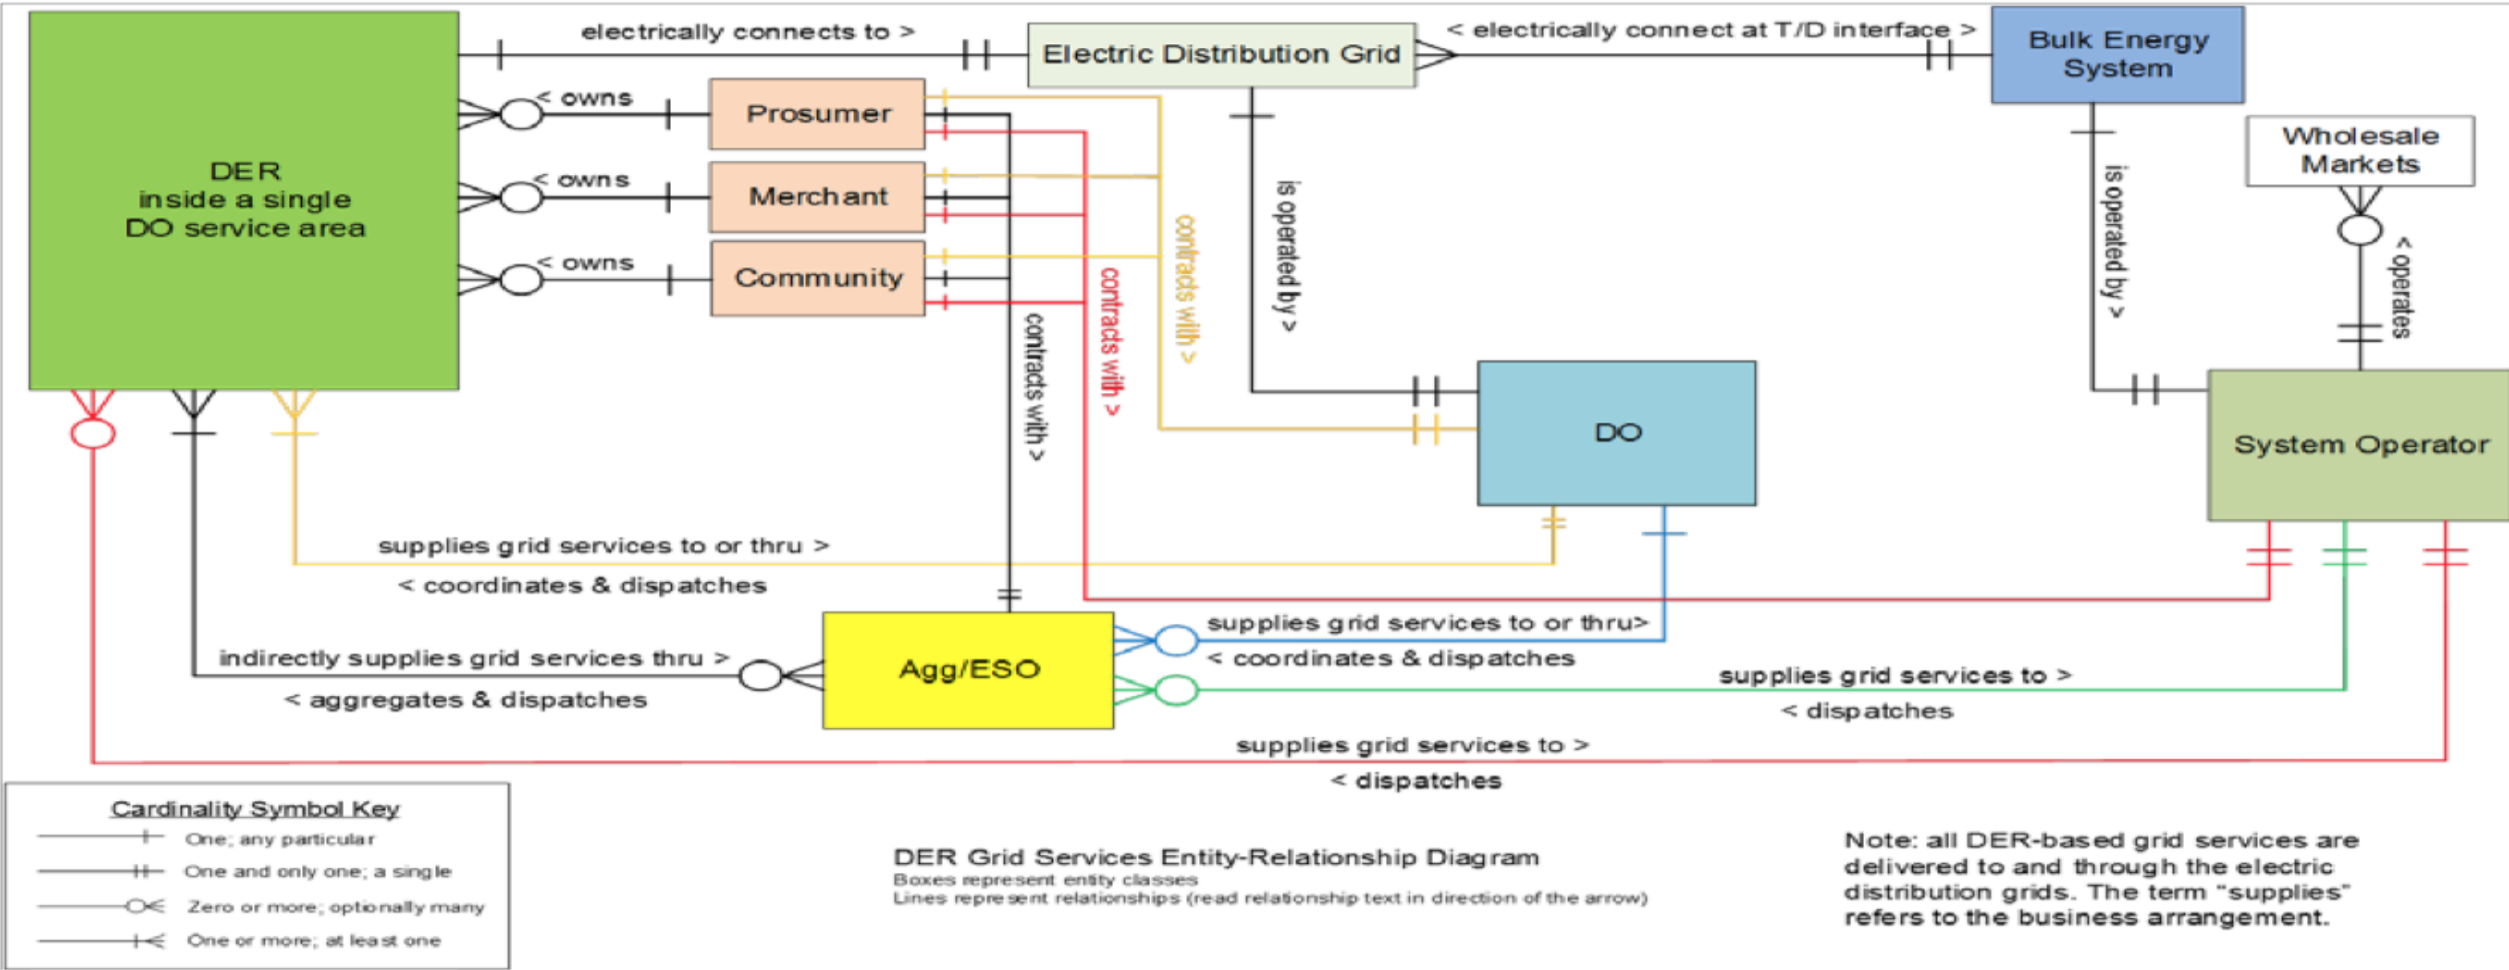 electrically connects to >
Electric Distribution Grid
< electrically connect at T/D interface >
Bulk Energy
System
< owns
Prosumer
Wholesale
Markets
DER
inside a single
DO service area
< owns
Merchant
< owns
Community
contracts with >
contracts with >
contracts with >
is operated by >
is operated by >
< operates
DO
System Operator
supplies grid services to or thru >
< coordinates & dispatches
supplies grid services to or thru>
< coordinates & dispatches
indirectly supplies grid services thru >
< aggregates & dispatches
Agg/ESO
supplies grid services to >
< dispatches
supplies grid services to >
< dispatches
Cardinality Symbol Key
One; any particular
One and only one; a single
Zero or more; optionally many
One or more; at least one
DER Grid Services Entity-Relationship Diagram
Boxes represent entity classes
Lines represent relationships (read relationship text in direction of the arrow)
Note: all DER-based grid services are
delivered to and through the electric
distribution grids. The term "supplies"
refers to the business arrangement.